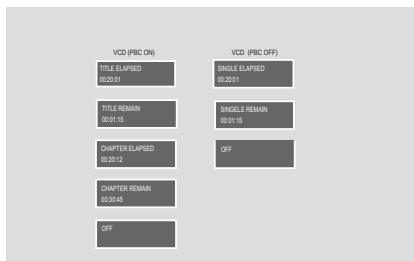 VCD (PBC ON)
TITLE ELAPSED
00:20:01
TITLE REMAIN
00:01:15
CHAPTER ELAPSED
00:20:12
CHAPTER REMAIN
00:30:45
OFF
VCD (PBC OFF)
SINGLE ELAPSED
00:20:01
SINGELE REMAIN
00:01:15
OFF